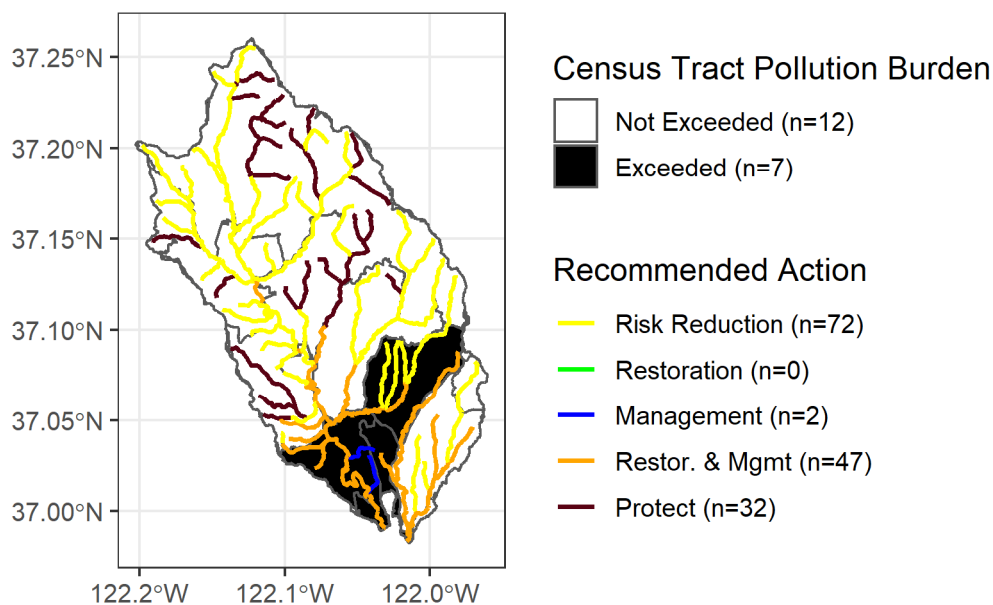 37.25°N
37.20°N
37.15°N
37.10°N
37.05°N
37.00°N
122.2°W 122.1°W 122.0°W
Census Tract Pollution Burden
Not Exceeded (n=12)
Exceeded (n=7)
Recommended Action
Risk Reduction (n=72)
Restoration (n=0)
Management (n=2)
Restor. & Mgmt (n=47)
Protect (n=32)